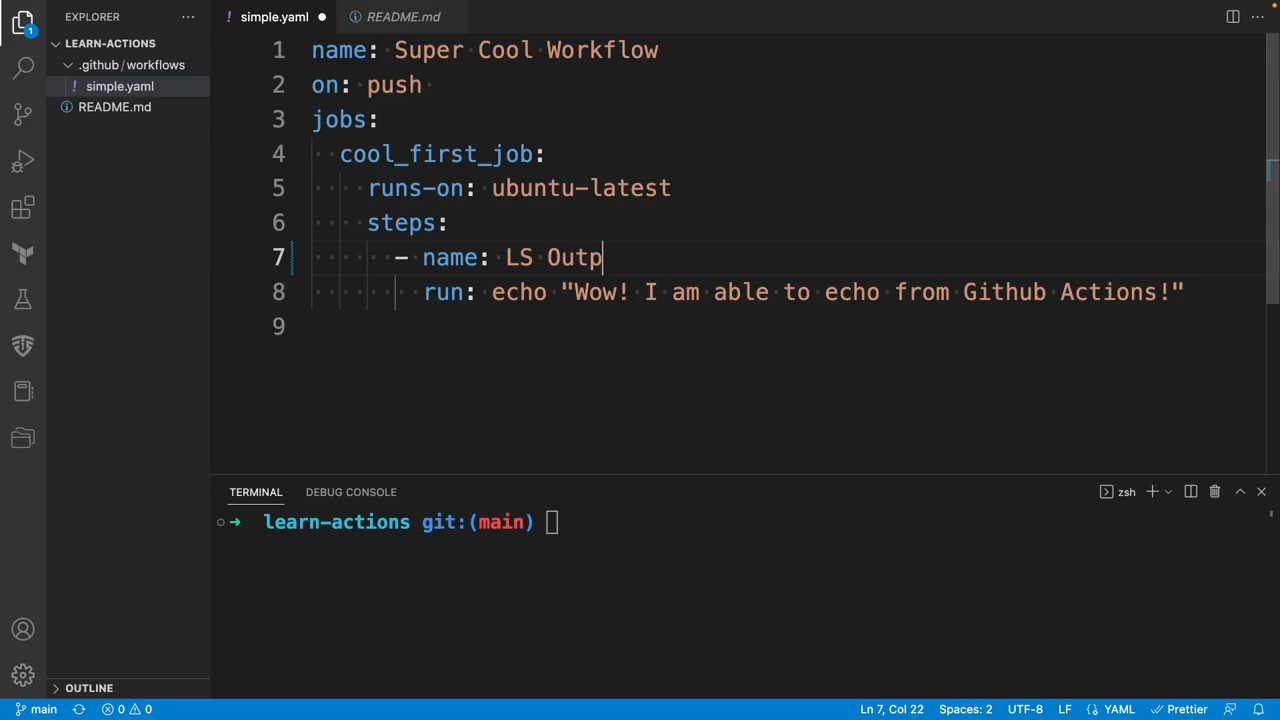 EXPLORER ···
! simple.yaml ●
README.md
···
1
LEARN-ACTIONS
.github/workflows
! simple.yaml
README.md
1 name: Super Cool Workflow
2 on: push
3 jobs:
4 cool_first_job:
5 runs-on: ubuntu-latest
6 steps:
7 - name: LS Outp
8 run: echo "Wow! I am able to echo from Github Actions!"
9
TERMINAL DEBUG CONSOLE
zsh
learn-actions git:(main)
OUTLINE
main 0 0
Ln 7, Col 22 Spaces: 2 UTF-8 LF YAML Prettier